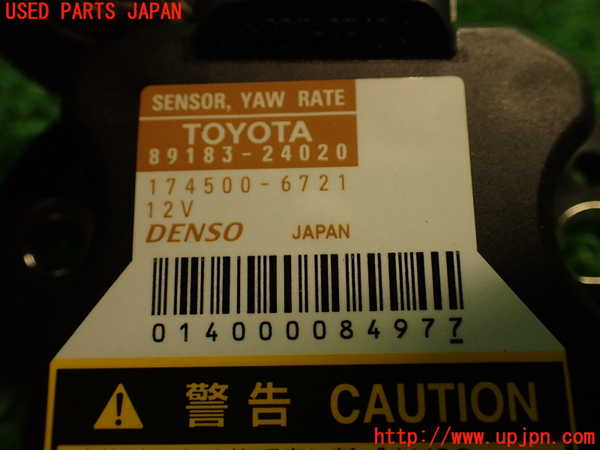 USED PARTS JAPAN
SENSOR, YAW RATE
TOYOTA
89183-24020
174500-6721
12V
DENSO JAPAN
014000084977
警告 CAUTION
http://www.upjpn.com/